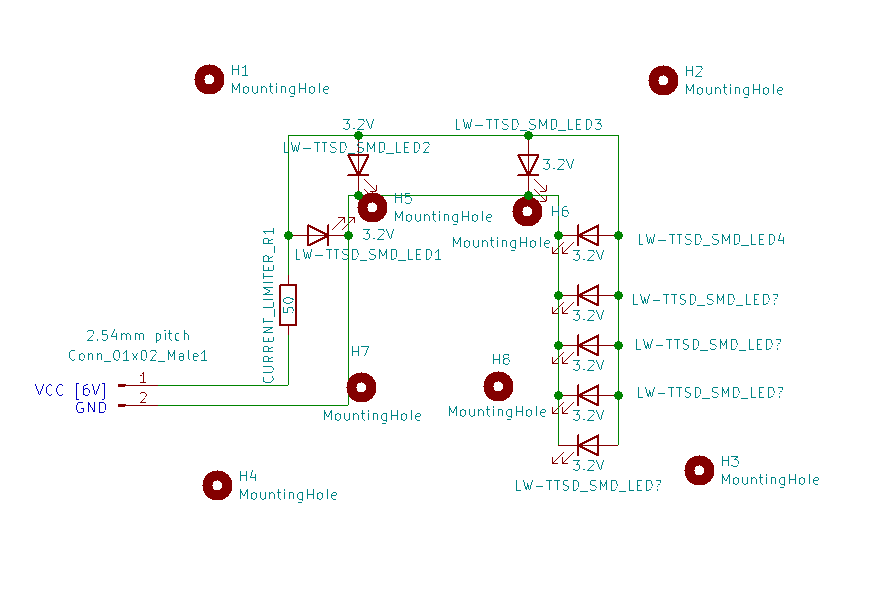 H1
MountingHole
H2
MountingHole
3.2V
LW-TTSD_SMD_LED3
LW-TTSD_SMD_LED2
3.2V
H5
MountingHole
H6
MountingHole
3.2V
LW-TTSD_SMD_LED1
LW-TTSD_SMD_LED4
3.2V
CURRENT_LIMITER_R1
5Ω
LW-TTSD_SMD_LED?
3.2V
2.54mm pitch
Conn_01x02_Male1
LW-TTSD_SMD_LED?
3.2V
H7
MountingHole
H8
MountingHole
VCC [6V]
1
GND
2
LW-TTSD_SMD_LED?
3.2V
3.2V
LW-TTSD_SMD_LED?
H3
MountingHole
H4
MountingHole